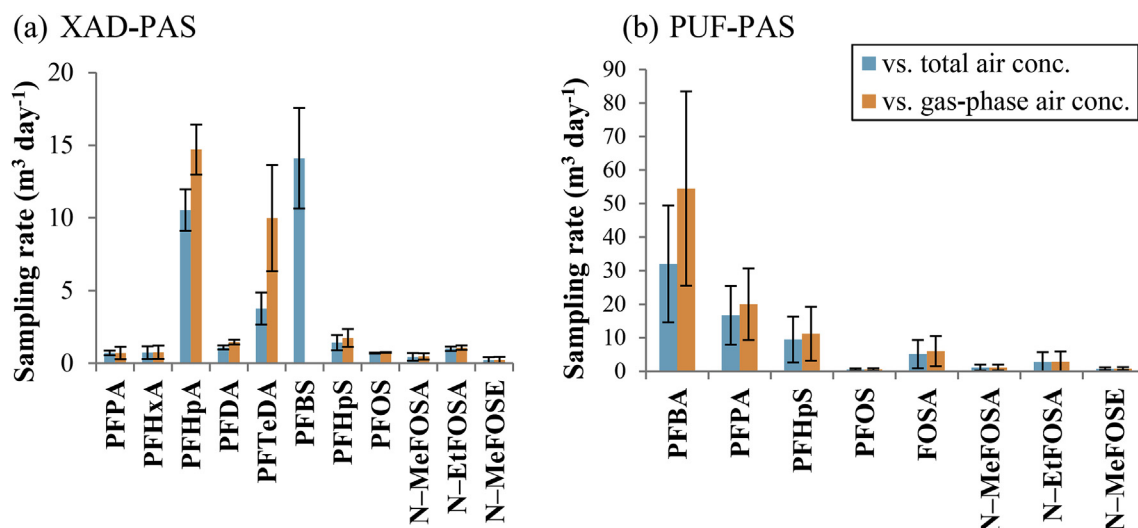 (a) XAD-PAS
Sampling rate (m³ day⁻¹)
20
15
10
5
0
PFPA
PFHxA
PFHpA
PFDA
PFTeDA
PFBS
PFHpS
PFOS
N–MeFOSA
N–EtFOSA
N–MeFOSE
(b) PUF-PAS
vs. total air conc.
vs. gas-phase air conc.
Sampling rate (m³ day⁻¹)
90
80
70
60
50
40
30
20
10
0
PFBA
PFPA
PFHpS
PFOS
FOSA
N–MeFOSA
N–EtFOSA
N–MeFOSE